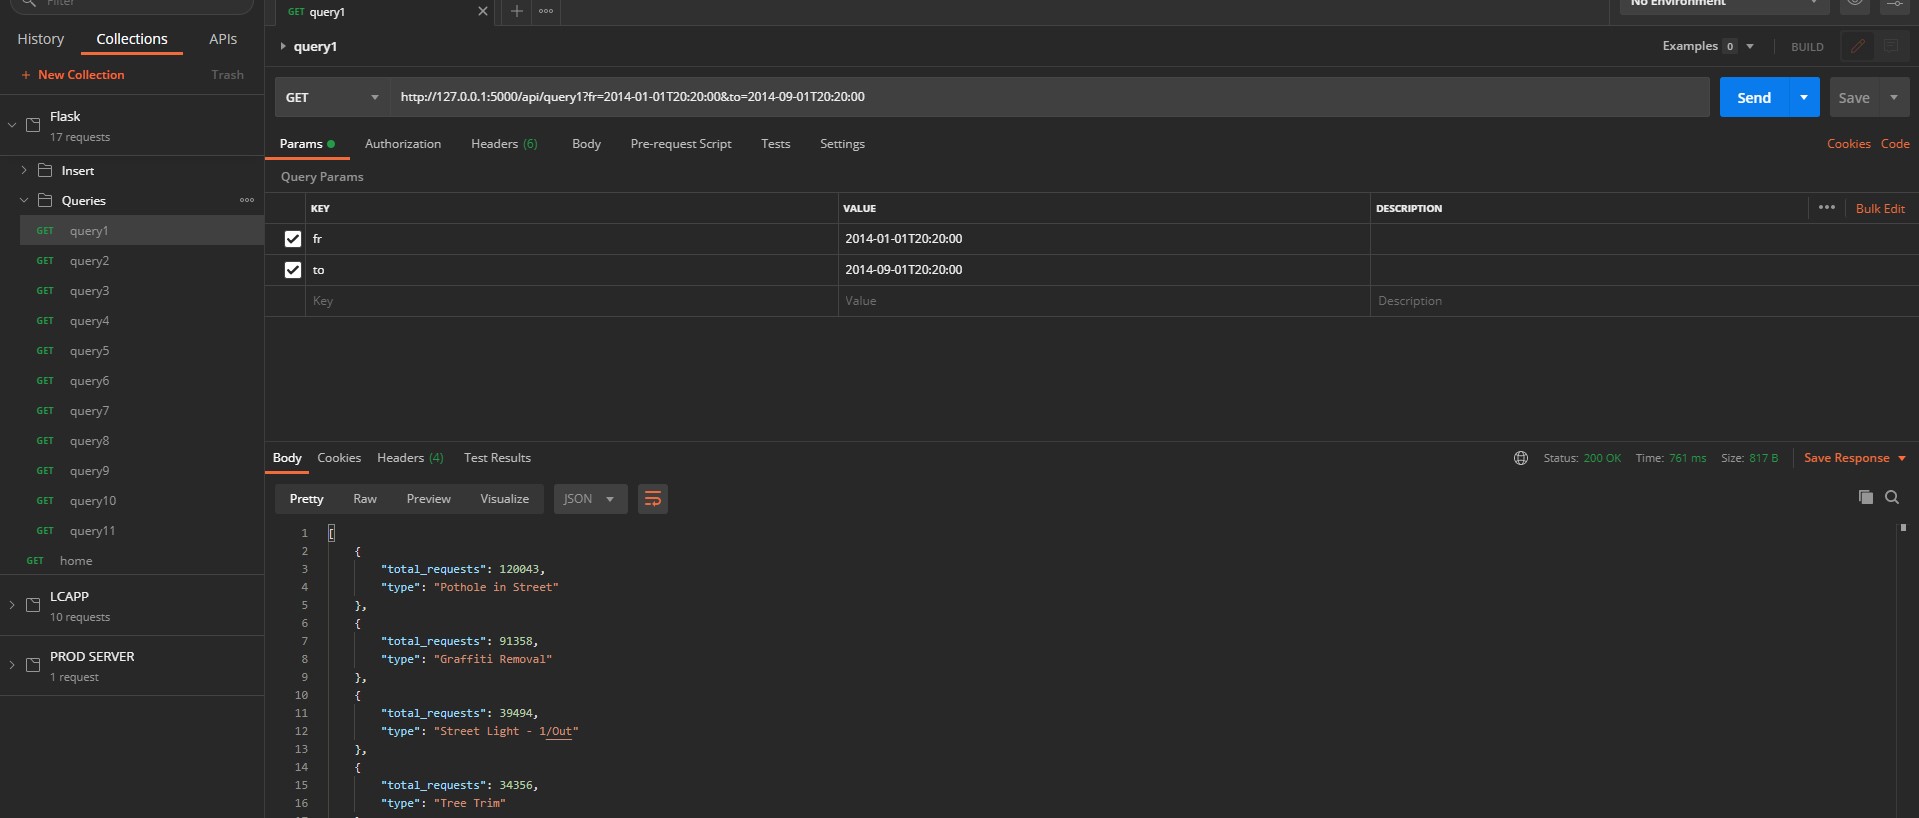 Filter
GET query1
No Environment
History Collections APIs
query1
Examples 0 BUILD
+ New Collection Trash
GET http://127.0.0.1:5000/api/query1?fr=2014-01-01T20:20:00&to=2014-09-01T20:20:00 Send Save
Flask
17 requests
Params Authorization Headers (6) Body Pre-request Script Tests Settings Cookies Code
Insert
Query Params
Queries
KEY VALUE DESCRIPTION Bulk Edit
GET query1
fr 2014-01-01T20:20:00
GET query2
to 2014-09-01T20:20:00
GET query3
Key Value Description
GET query4
GET query5
GET query6
GET query7
GET query8
Body Cookies Headers (4) Test Results Status: 200 OK Time: 761 ms Size: 817 B Save Response
GET query9
Pretty Raw Preview Visualize JSON
GET query10
GET query11
GET home
LCAPP
10 requests
PROD SERVER
1 request
1 [
2 {
3 "total_requests": 120043,
4 "type": "Pothole in Street"
5 },
6 {
7 "total_requests": 91358,
8 "type": "Graffiti Removal"
9 },
10 {
11 "total_requests": 39494,
12 "type": "Street Light - 1/Out"
13 },
14 {
15 "total_requests": 34356,
16 "type": "Tree Trim"